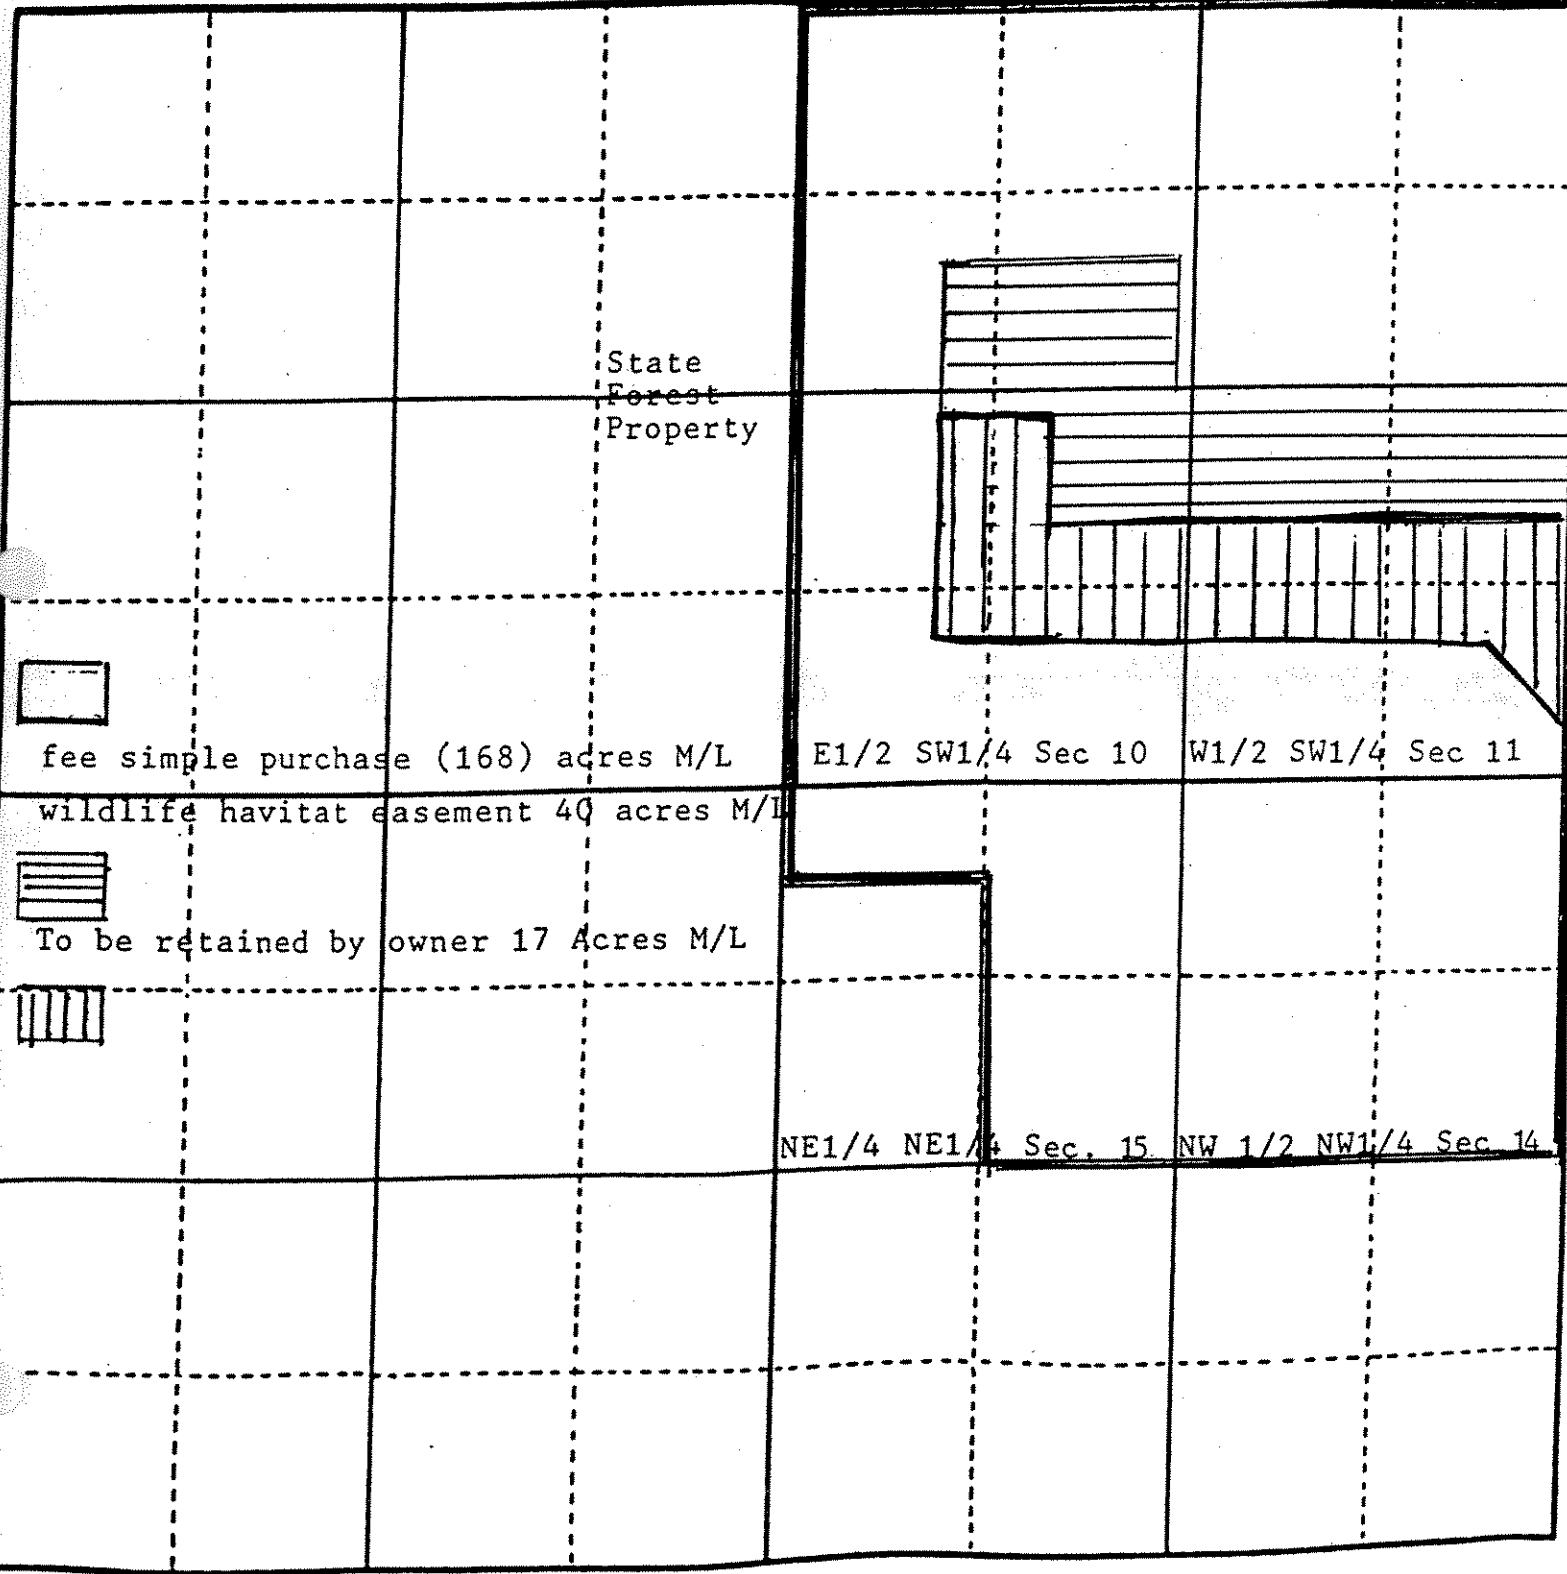 State
Forest
Property
fee simple purchase (168) acres M/L
E1/2 SW1/4 Sec 10
W1/2 SW1/4 Sec 11
wildlife havitat easement 40 acres M/L
To be retained by owner 17 Acres M/L
NE1/4 NE1/4 Sec. 15
NW 1/2 NW1/4 Sec 14